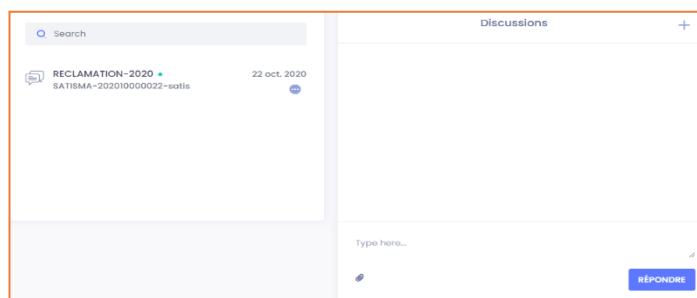 Search
RECLAMATION-2020
22 oct. 2020
SATISMA-202010000022-satis
Discussions
Type here...
RÉPONDRE